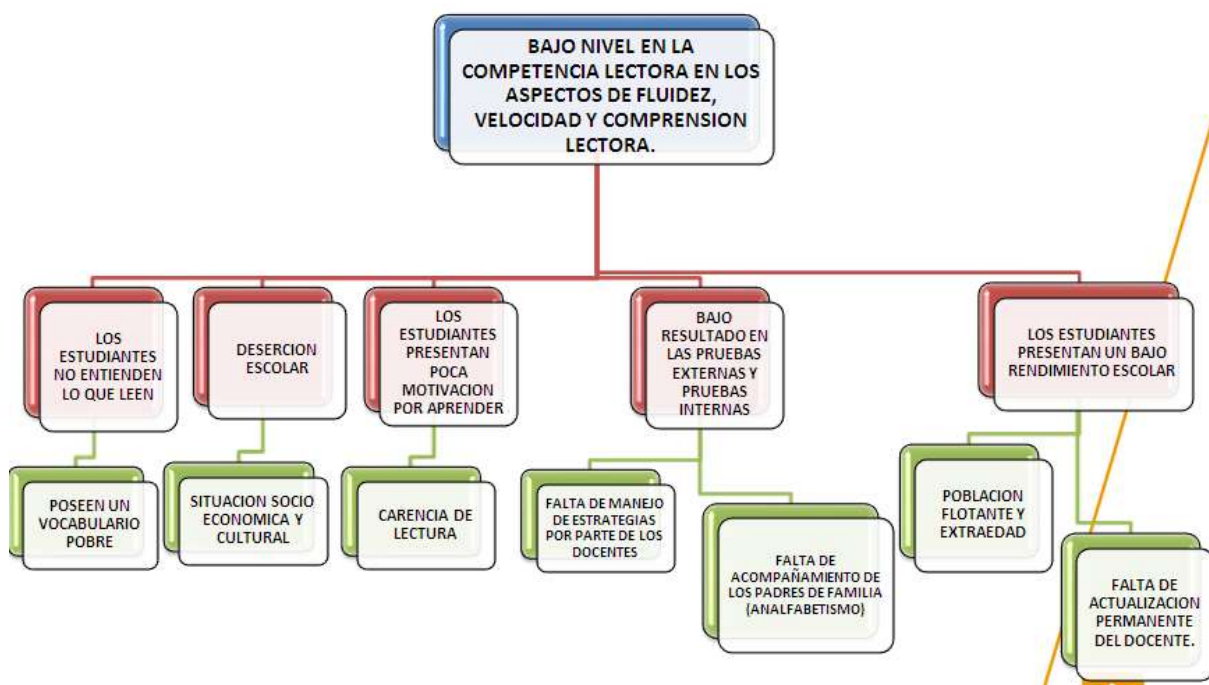 BAJO NIVEL EN LA
COMPETENCIA LECTORA EN LOS
ASPECTOS DE FLUIDEZ,
VELOCIDAD Y COMPRENSION
LECTORA.
LOS
ESTUDIANTES
NO ENTIENDEN
LO QUE LEEN
DESERCION
ESCOLAR
LOS
ESTUDIANTES
PRESENTAN
POCA
MOTIVACION
POR APRENDER
BAJO
RESULTADO EN
LAS PRUEBAS
EXTERNAS Y
PRUEBAS
INTERNAS
LOS ESTUDIANTES
PRESENTAN UN BAJO
RENDIMIENTO ESCOLAR
POSEEN UN
VOCABULARIO
POBRE
SITUACION SOCIO
ECONOMICA Y
CULTURAL
CARENCIA DE
LECTURA
FALTA DE MANEJO
DE ESTRATEGIAS
POR PARTE DE LOS
DOCENTES
FALTA DE
ACOMPAÑAMIENTO DE
LOS PADRES DE FAMILIA
(ANALFABETISMO)
POBLACION
FLOTANTE Y
EXTRAEDAD
FALTA DE
ACTUALIZACION
PERMANENTE
DEL DOCENTE.